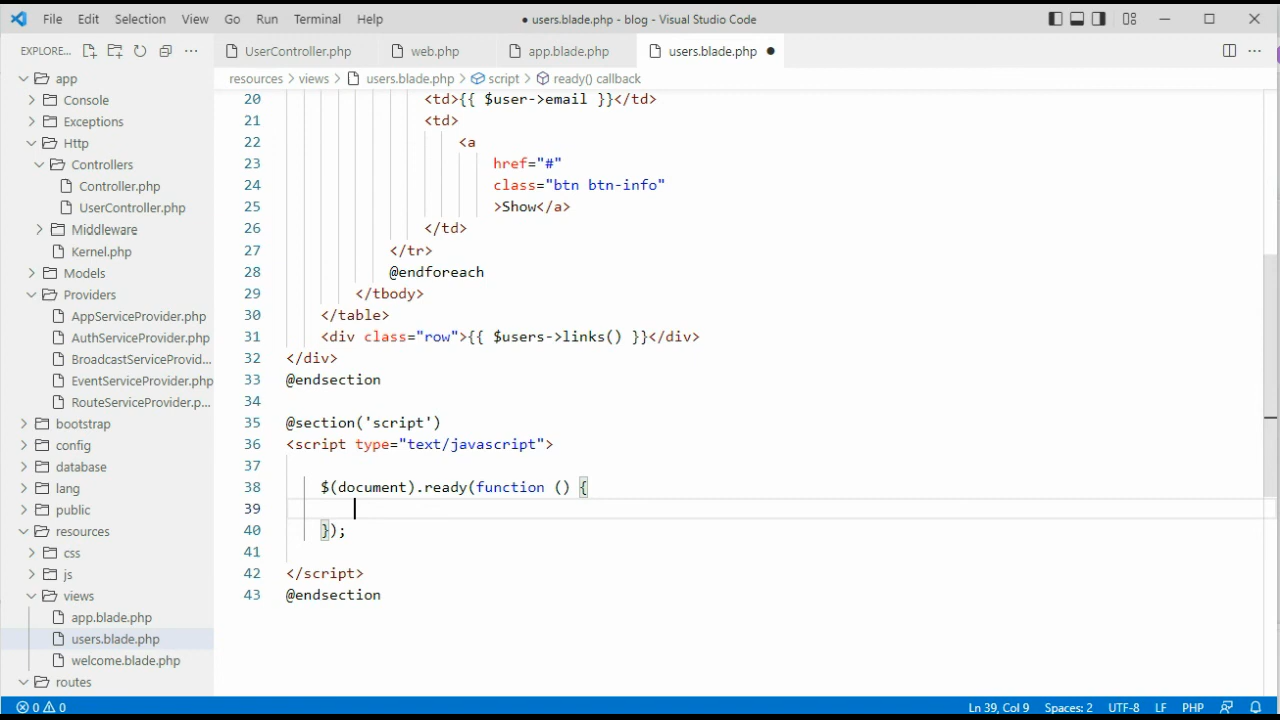 File Edit Selection View Go Run Terminal Help ● users.blade.php - blog - Visual Studio Code
EXPLORE... ...
UserController.php web.php app.blade.php users.blade.php ●
resources > views > users.blade.php > script > ready() callback
app
Console
Exceptions
Http
Controllers
Controller.php
UserController.php
Middleware
Kernel.php
Models
Providers
AppServiceProvider.php
AuthServiceProvider.php
BroadcastServiceProvid...
EventServiceProvider.php
RouteServiceProvider.p...
bootstrap
config
database
lang
public
resources
css
js
views
app.blade.php
users.blade.php
welcome.blade.php
routes
20 <td>{{ $user->email }}</td>
21 <td>
22 <a
23 href="#"
24 class="btn btn-info"
25 >Show</a>
26 </td>
27 </tr>
28 @endforeach
29 </tbody>
30 </table>
31 <div class="row">{{ $users->links() }}</div>
32 </div>
33 @endsection
34
35 @section('script')
36 <script type="text/javascript">
37
38 $(document).ready(function () {
39
40 });
41
42 </script>
43 @endsection
0 0 Ln 39, Col 9 Spaces: 2 UTF-8 LF PHP